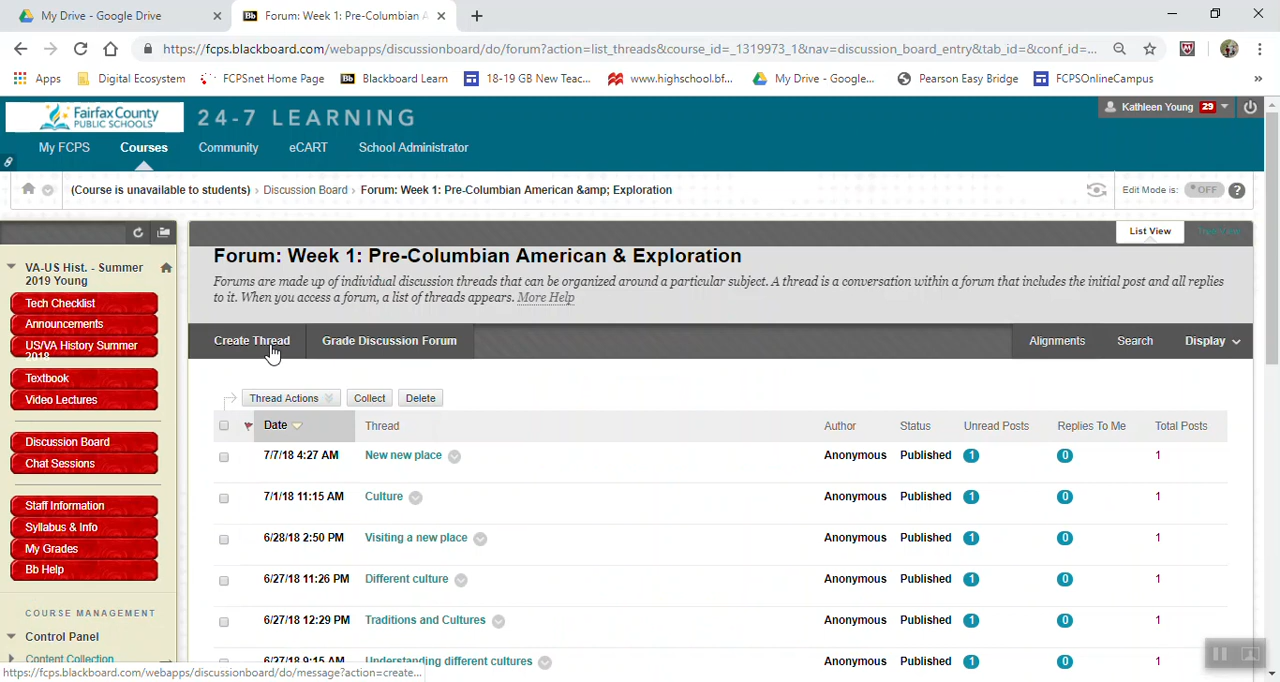 My Drive - Google Drive
Forum: Week 1: Pre-Columbian A
https://fcps.blackboard.com/webapps/discussionboard/do/forum?action=list_threads&course_id=_1319973_1&nav=discussion_board_entry&tab_id=&conf_id=...
Apps Digital Ecosystem FCPSnet Home Page Bb Blackboard Learn 18-19 GB New Teac... www.highschool.bf... My Drive - Google... Pearson Easy Bridge FCPSOnlineCampus »
Fairfax County
PUBLIC SCHOOLS
24-7 LEARNING
Kathleen Young 29
My FCPS Courses Community eCART School Administrator
(Course is unavailable to students) › Discussion Board › Forum: Week 1: Pre-Columbian American &amp; Exploration
Edit Mode is: OFF ?
List View
VA-US Hist. - Summer
2019 Young
Tech Checklist
Announcements
US/VA History Summer
2018
Textbook
Video Lectures
Discussion Board
Chat Sessions
Staff Information
Syllabus & Info
My Grades
Bb Help
COURSE MANAGEMENT
Control Panel
Content Collection
Forum: Week 1: Pre-Columbian American & Exploration
Forums are made up of individual discussion threads that can be organized around a particular subject. A thread is a conversation within a forum that includes the initial post and all replies
to it. When you access a forum, a list of threads appears. More Help
Create Thread Grade Discussion Forum Alignments Search Display
Thread Actions Collect Delete
Date Thread Author Status Unread Posts Replies To Me Total Posts
7/7/18 4:27 AM New new place Anonymous Published 1 0 1
7/1/18 11:15 AM Culture Anonymous Published 1 0 1
6/28/18 2:50 PM Visiting a new place Anonymous Published 1 0 1
6/27/18 11:26 PM Different culture Anonymous Published 1 0 1
6/27/18 12:29 PM Traditions and Cultures Anonymous Published 1 0 1
6/27/18 9:15 AM Understanding different cultures Anonymous Published 1 0 1
https://fcps.blackboard.com/webapps/discussionboard/do/message?action=create...